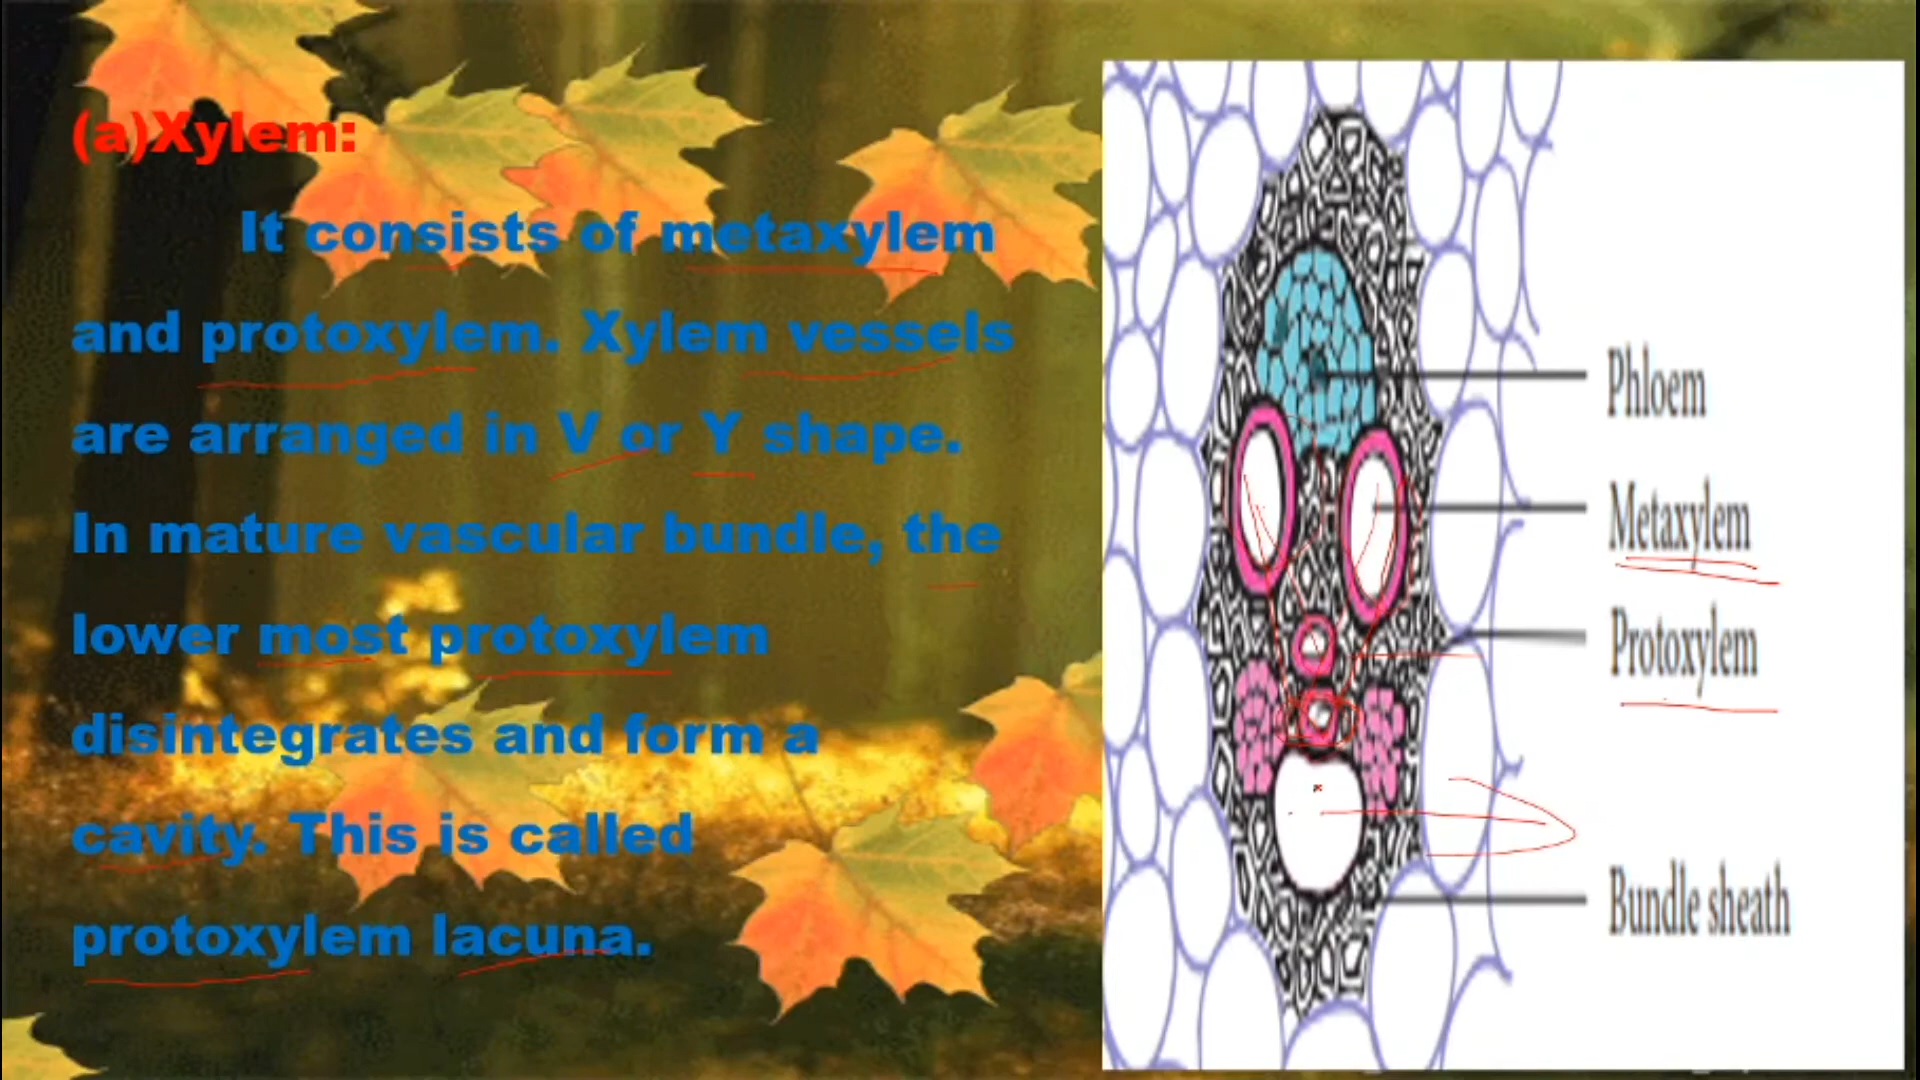 (a)Xylem:
It consists of metaxylem
and protoxylem. Xylem vessels
are arranged in V or Y shape.
In mature vascular bundle, the
lower most protoxylem
disintegrates and form a
cavity. This is called
protoxylem lacuna.
Phloem
Metaxylem
Protoxylem
Bundle sheath